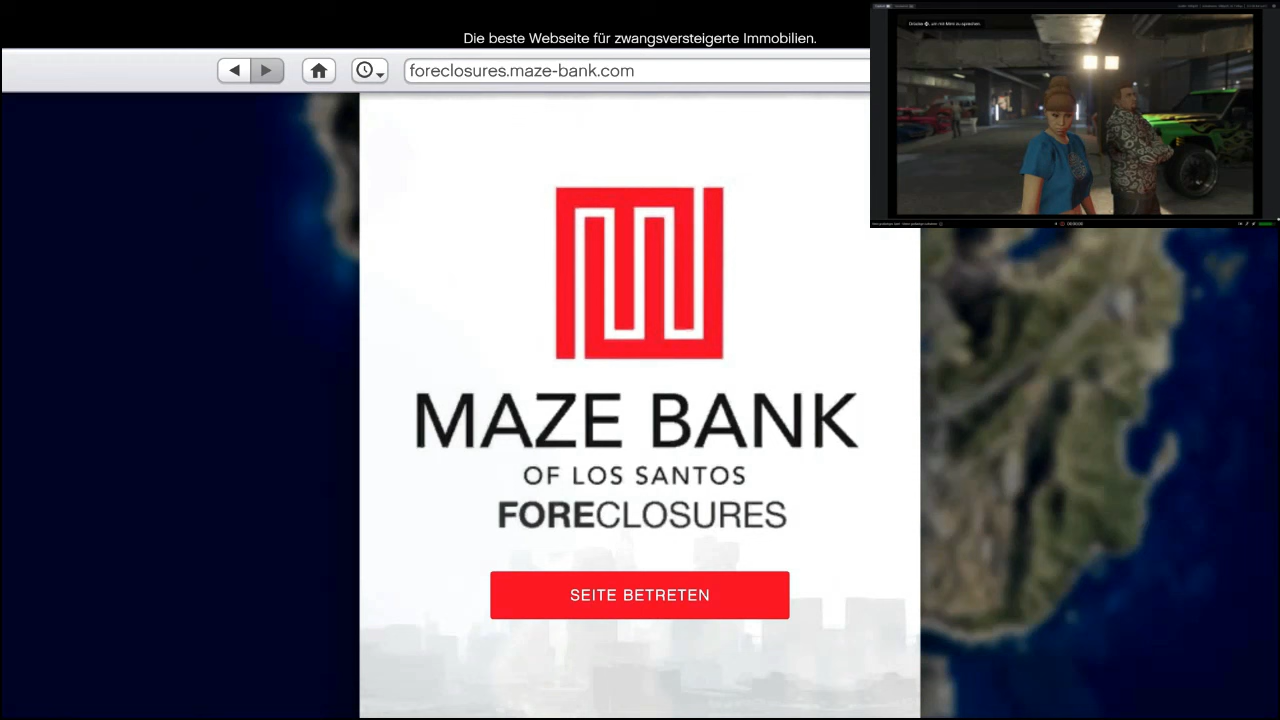 Die beste Webseite für zwangsversteigerte Immobilien.
foreclosures.maze-bank.com
MAZE BANK
OF LOS SANTOS
FORECLOSURES
SEITE BETRETEN